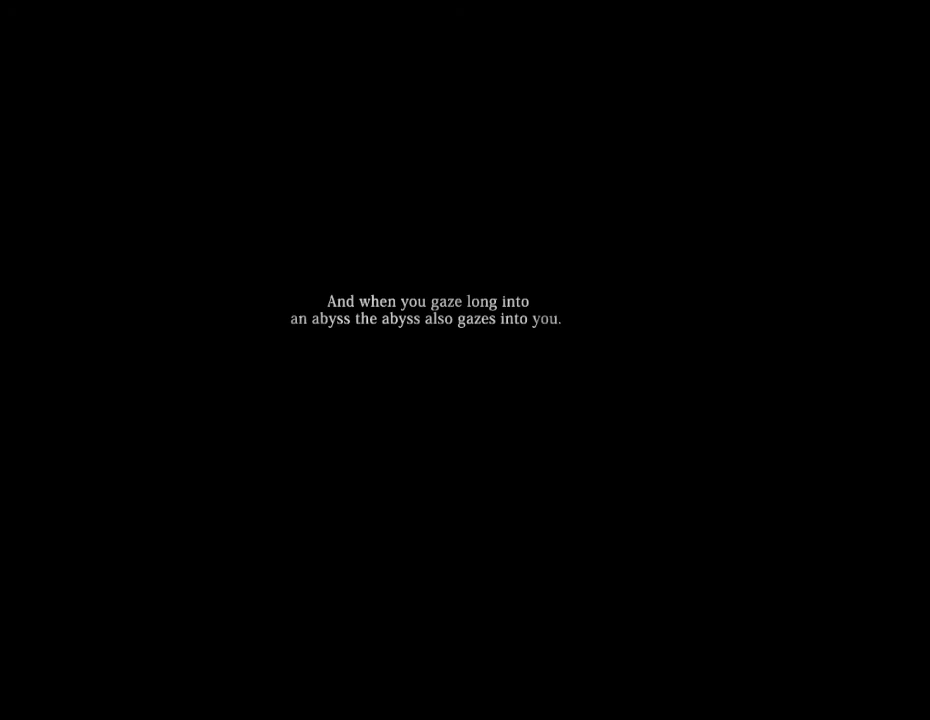 And when you gaze long into
an abyss the abyss also gazes into you.